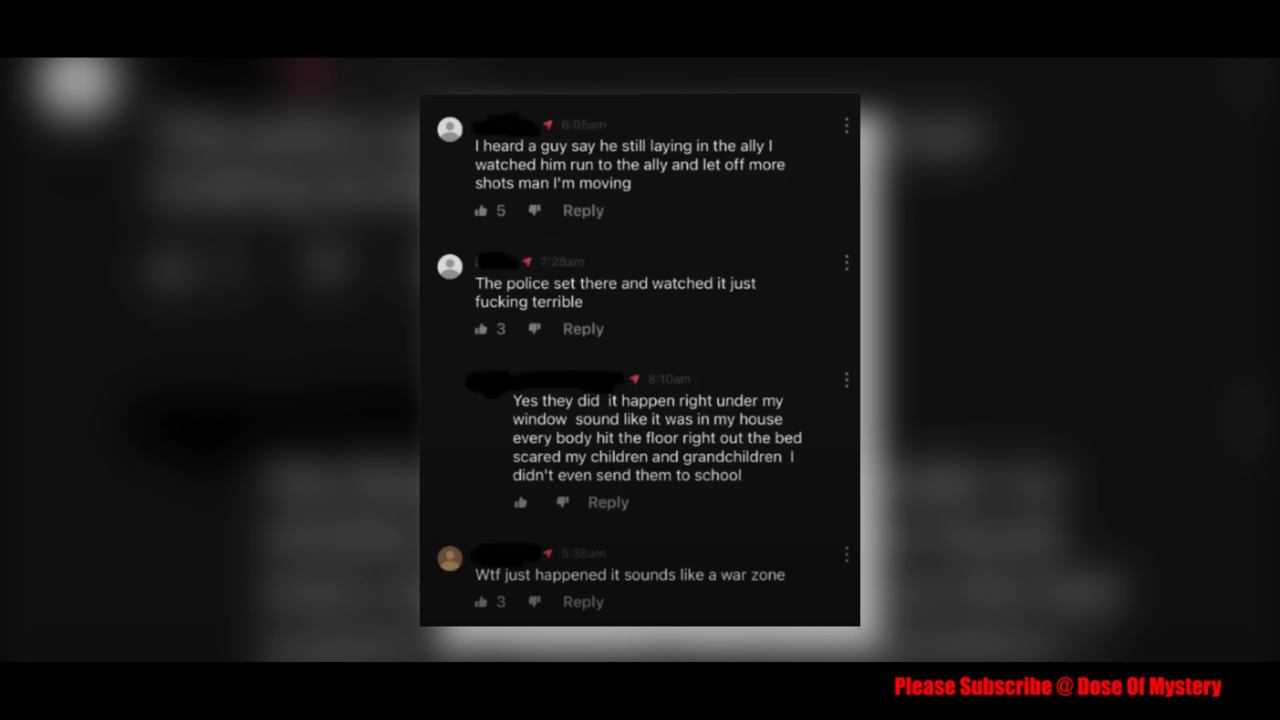 6:05am
I heard a guy say he still laying in the ally I
watched him run to the ally and let off more
shots man I'm moving
5 Reply
7:28am
The police set there and watched it just
fucking terrible
3 Reply
8:10am
Yes they did it happen right under my
window sound like it was in my house
every body hit the floor right out the bed
scared my children and grandchildren I
didn't even send them to school
Reply
5:38am
Wtf just happened it sounds like a war zone
3 Reply
Please Subscribe @ Dose Of Mystery